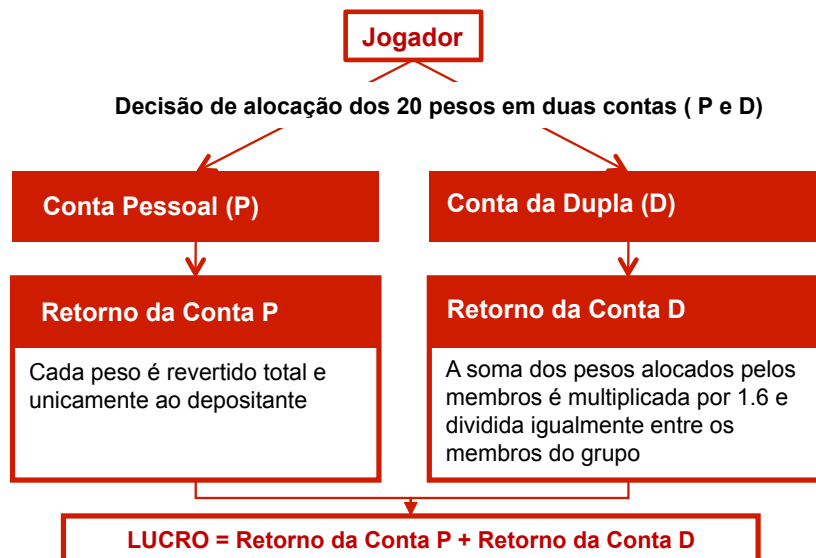 Jogador
Decisão de alocação dos 20 pesos em duas contas ( P e D)
Conta Pessoal (P)
Conta da Dupla (D)
Retorno da Conta P
Cada peso é revertido total e
unicamente ao depositante
Retorno da Conta D
A soma dos pesos alocados pelos
membros é multiplicada por 1.6 e
dividida igualmente entre os
membros do grupo
LUCRO = Retorno da Conta P + Retorno da Conta D